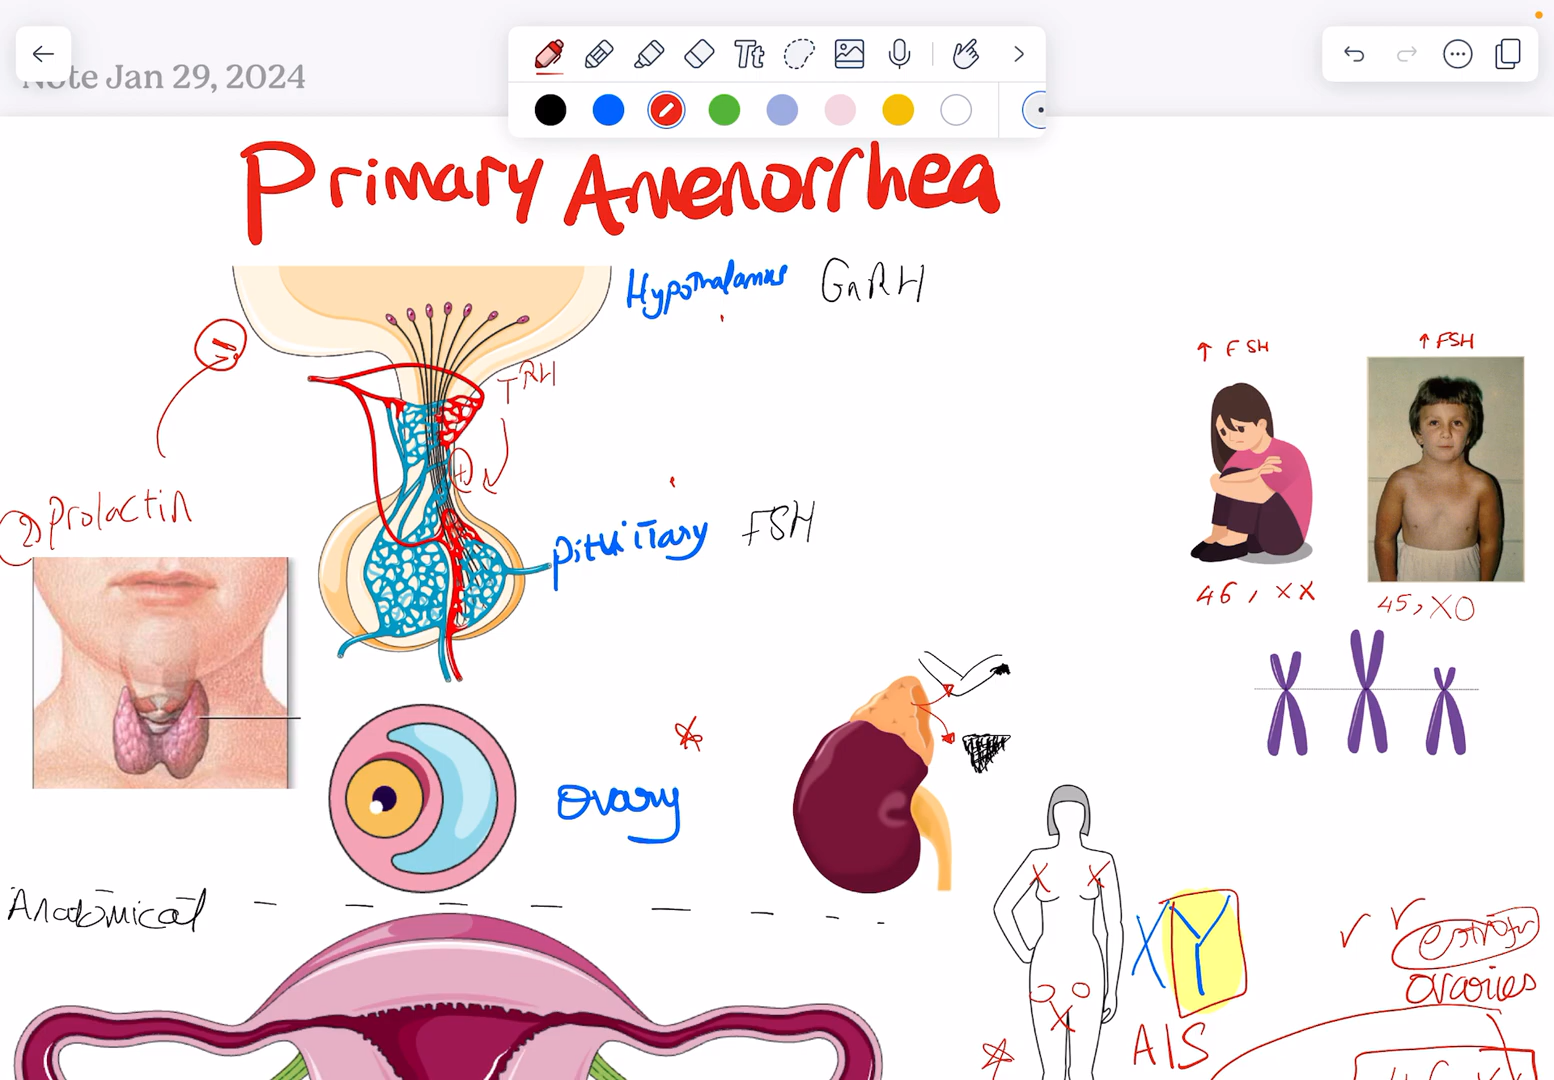 Note Jan 29, 2024
Tt
Primary Amenorrhea
Hypothalamus GnRH
TRH
↑ FSH
↑ FSH
Prolactin
Pituitary FSH
46, XX
45, XO
Ovary
Anatomical
XY
AIS
estrogen
ovaries